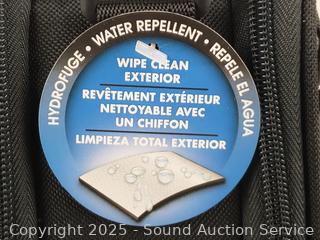 HYDROFUGE • WATER REPELLENT • REPELE EL AGUA
WIPE CLEAN
EXTERIOR
REVÊTEMENT EXTÉRIEUR
NETTOYABLE AVEC
UN CHIFFON
LIMPIEZA TOTAL EXTERIOR
Copyright 2025 - Sound Auction Service